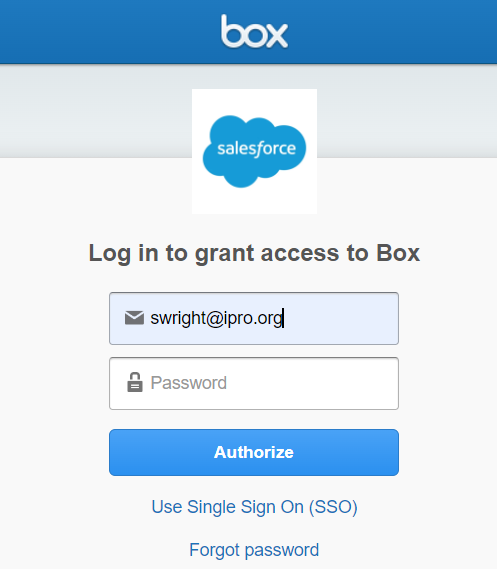 box
salesforce
Log in to grant access to Box
swright@ipro.org
Password
Authorize
Use Single Sign On (SSO)
Forgot password